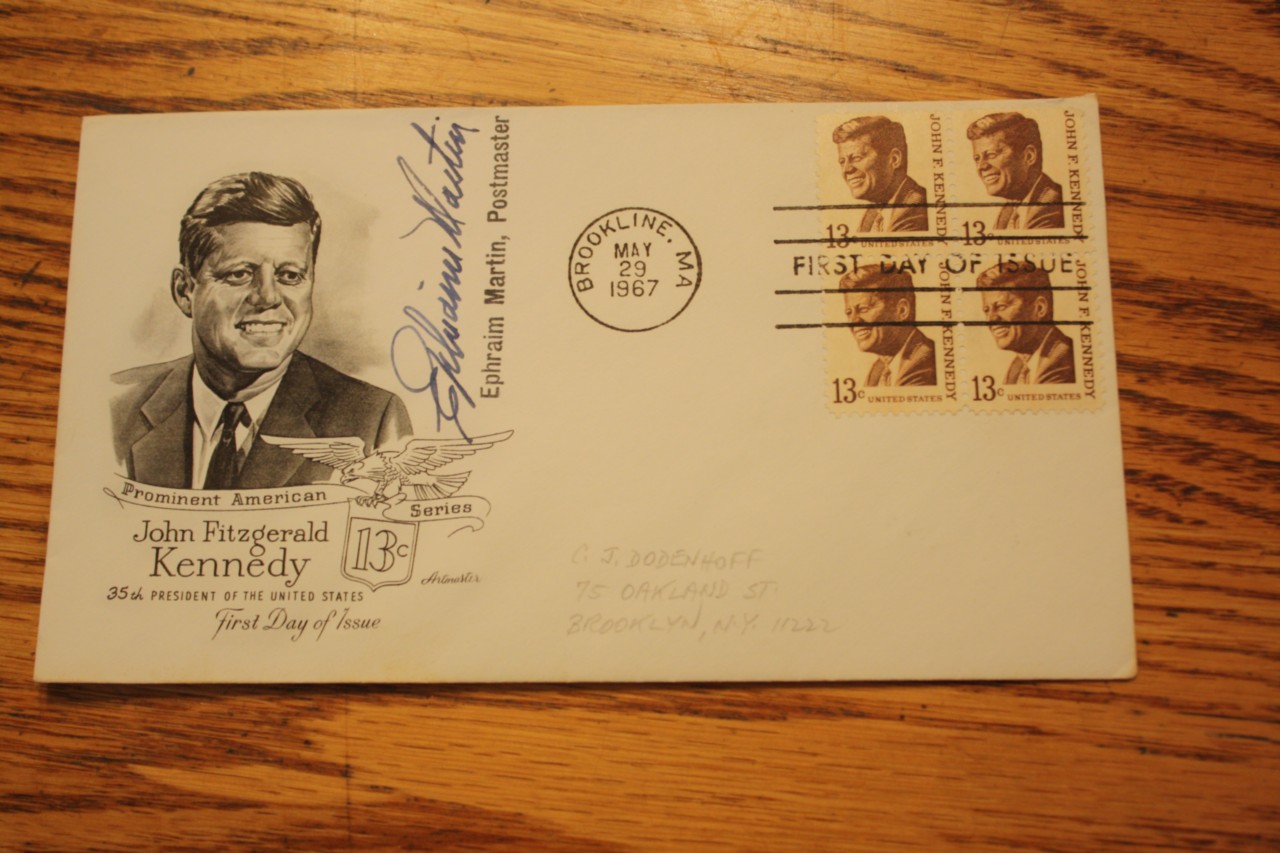 Ephraim Martin
Ephraim Martin, Postmaster
BROOKLINE, MA
MAY
29
1967
JOHN F. KENNEDY
13c UNITED STATES
JOHN F. KENNEDY
13c UNITED STATES
FIRST DAY OF ISSUE
JOHN F. KENNEDY
13c UNITED STATES
JOHN F. KENNEDY
13c UNITED STATES
Prominent American
Series
John Fitzgerald
Kennedy
13c
Artmaster
35th PRESIDENT OF THE UNITED STATES
First Day of Issue
C. J. DODENHOFF
75 OAKLAND ST
BROOKLYN, N.Y. 11222